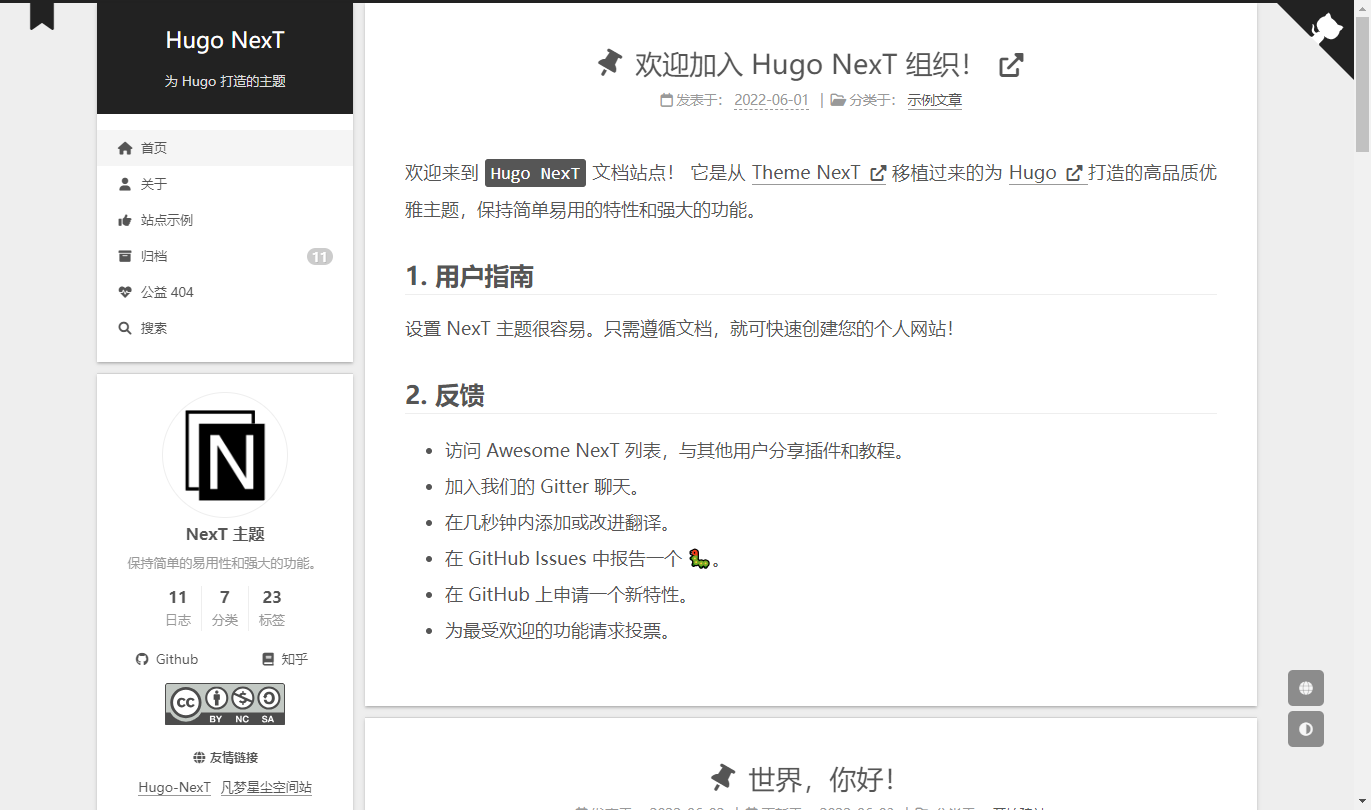 Hugo NexT
为 Hugo 打造的主题
首页
关于
站点示例
归档 11
公益 404
搜索
N
NexT 主题
保持简单的易用性和强大的功能。
11 7 23
日志 分类 标签
Github 知乎
cc BY NC SA
友情链接
Hugo-NexT 凡梦星尘空间站
欢迎加入 Hugo NexT 组织！
发表于： 2022-06-01 | 分类于： 示例文章
欢迎来到 Hugo NexT 文档站点！ 它是从 Theme NexT 移植过来的为 Hugo 打造的高品质优
雅主题，保持简单易用的特性和强大的功能。
1. 用户指南
设置 NexT 主题很容易。只需遵循文档，就可快速创建您的个人网站！
2. 反馈
访问 Awesome NexT 列表，与其他用户分享插件和教程。
加入我们的 Gitter 聊天。
在几秒钟内添加或改进翻译。
在 GitHub Issues 中报告一个 🐛。
在 GitHub 上申请一个新特性。
为最受欢迎的功能请求投票。
世界，你好！